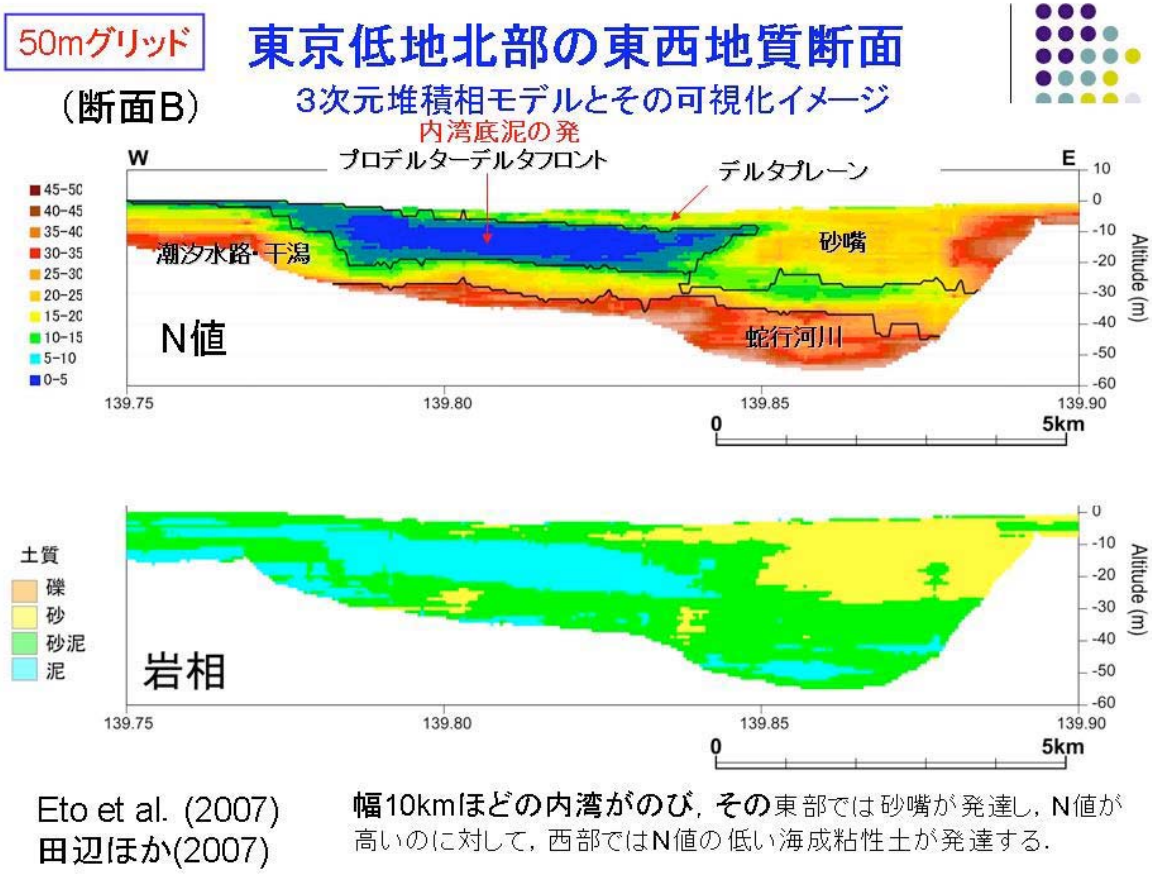 50mグリッド
東京低地北部の東西地質断面
(断面B)
3次元堆積相モデルとその可視化イメージ
内湾底泥の発
プロデルターデルタフロント
デルタプレーン
W
E
45-50
40-45
35-40
30-35
25-30
20-25
15-20
10-15
5-10
0-5
潮汐水路・干潟
砂嘴
蛇行河川
N値
10
0
-10
-20
-30
-40
-50
-60
Altitude (m)
139.75
139.80
139.85
139.90
0
5km
土質
礫
砂
砂泥
泥
岩相
0
-10
-20
-30
-40
-50
-60
Altitude (m)
139.75
139.80
139.85
139.90
0
5km
Eto et al. (2007)
田辺ほか(2007)
幅10kmほどの内湾がのび，その東部では砂嘴が発達し，N値が
高いのに対して，西部ではN値の低い海成粘性土が発達する．